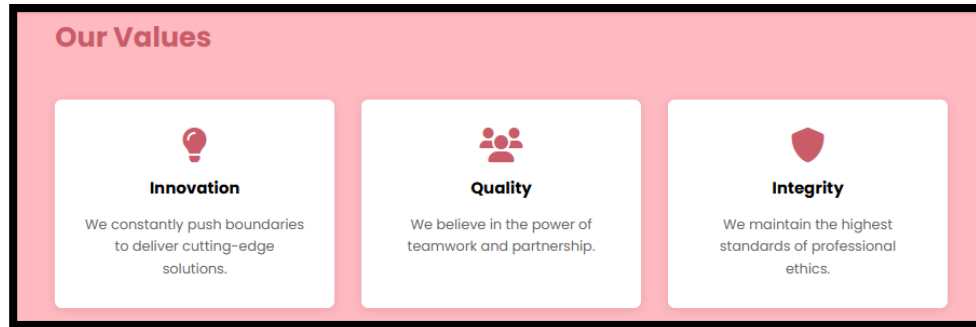 Our Values
Innovation
We constantly push boundaries
to deliver cutting-edge
solutions.
Quality
We believe in the power of
teamwork and partnership.
Integrity
We maintain the highest
standards of professional
ethics.